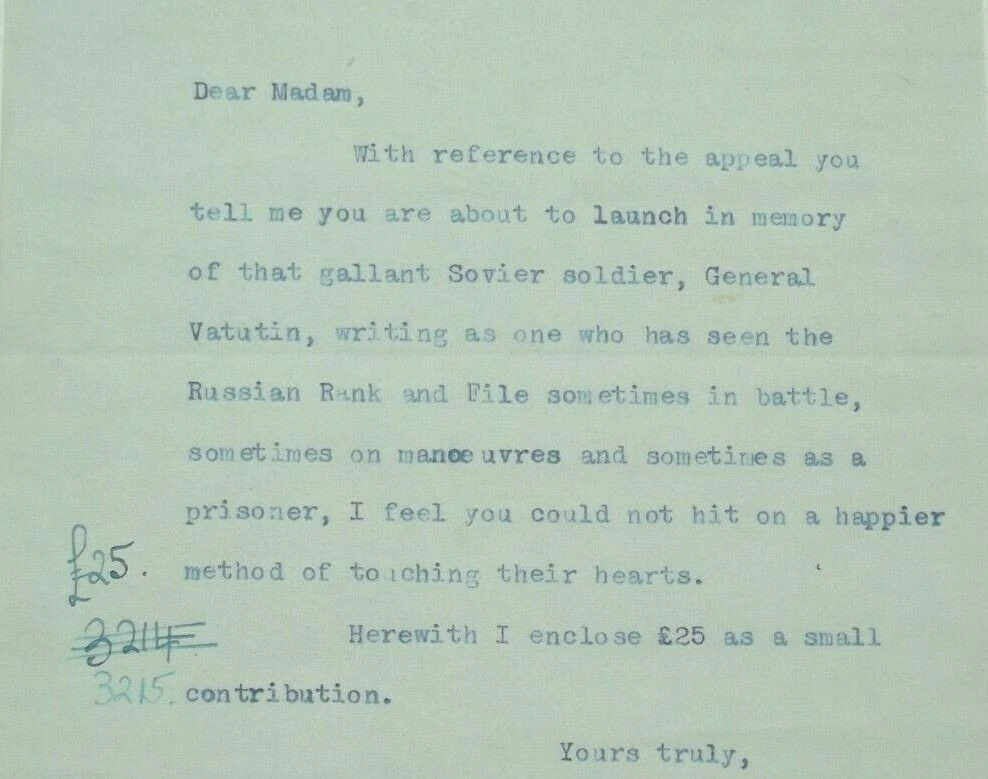 Dear Madam,
With reference to the appeal you
tell me you are about to launch in memory
of that gallant Sovier soldier, General
Vatutin, writing as one who has seen the
Russian Rank and File sometimes in battle,
sometimes on manœuvres and sometimes as a
prisoner, I feel you could not hit on a happier
£25. method of touching their hearts.
3214 Herewith I enclose £25 as a small
3215. contribution.
Yours truly,